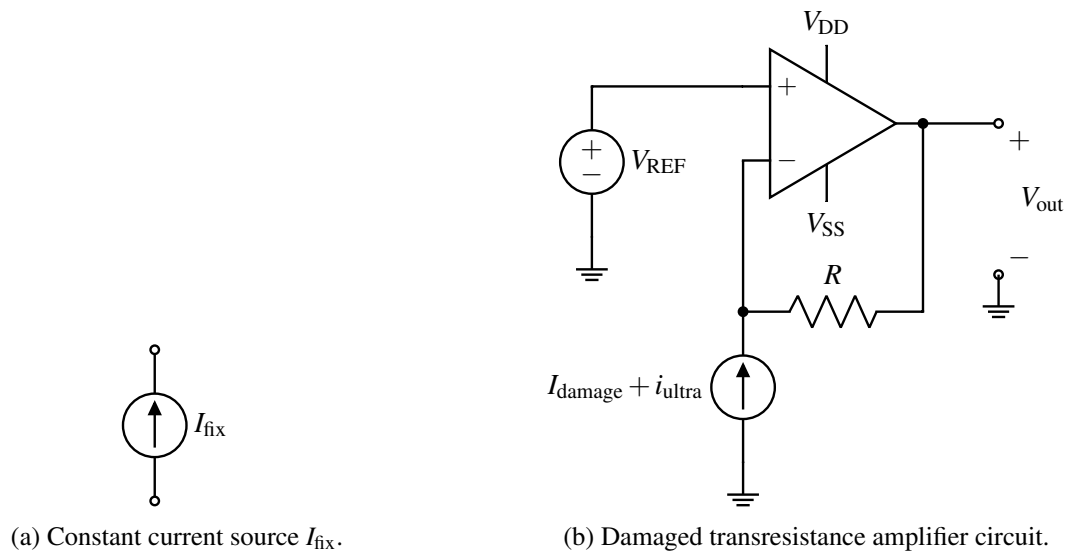 V_DD
+
−
V_REF
+
−
V_SS
+
V_out
−
R
I_damage + i_ultra
I_fix
(a) Constant current source I_fix.
(b) Damaged transresistance amplifier circuit.